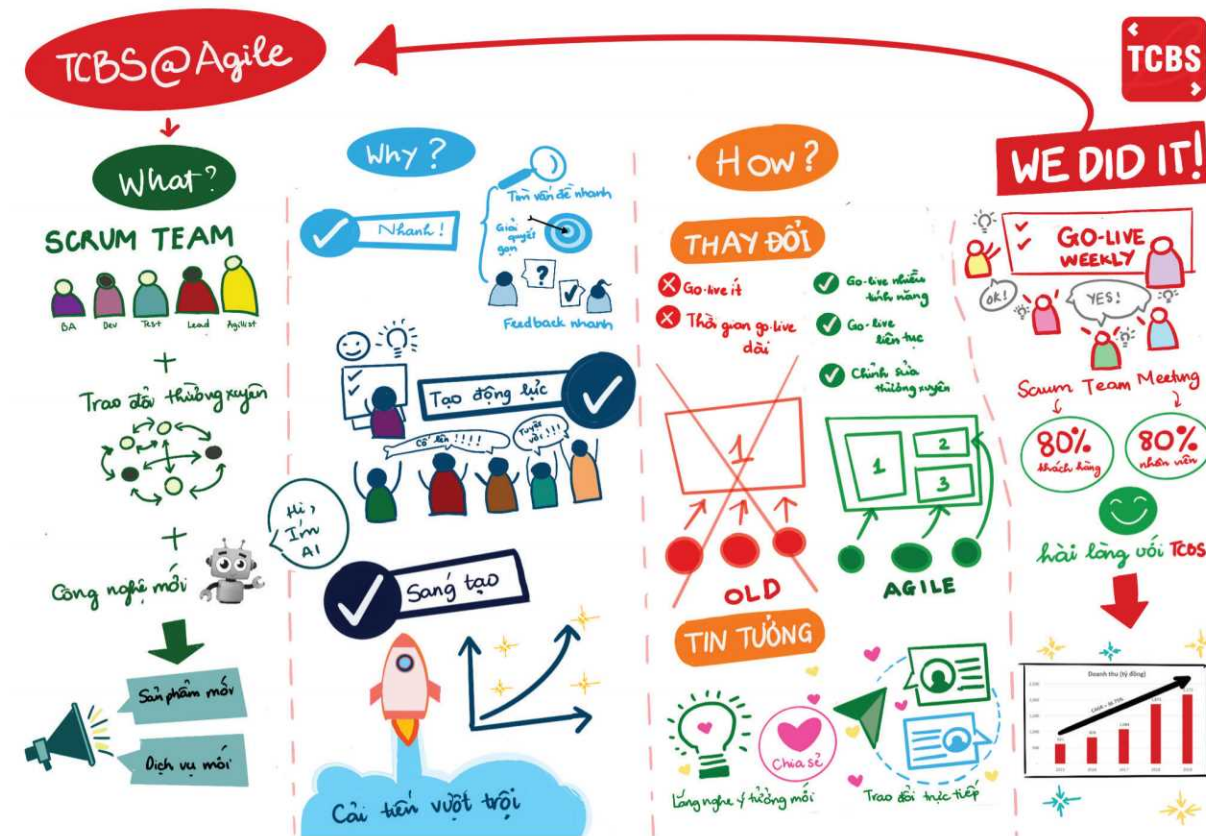 TCBS@Agile
TCBS
What?
SCRUM TEAM
BA
Dev
Test
Lead
Agilist
+
Trao đổi thường xuyên
+
Hi,
I'm
AI
Công nghệ mới
Sản phẩm mới
Dịch vụ mới
Why?
Nhanh!
Tìm vấn đề nhanh
Giải
quyết
gọn
?
Feedback nhanh
Tạo động lực
Cố lên !!!!
Tuyệt
vời !!!
Sáng tạo
Cải tiến vượt trội
How?
THAY ĐỔI
Go-live ít
Thời gian go-live
dài
Go-live nhiều
tính năng
Go-live
liên tục
Chỉnh sửa
thường xuyên
1
OLD
1
2
3
AGILE
TIN TƯỞNG
Chia sẻ
Lắng nghe ý tưởng mới
Trao đổi trực tiếp
WE DID IT!
GO-LIVE
WEEKLY
OK!
YES!
Scrum Team Meeting
80%
khách hàng
80%
nhân viên
hài lòng với TCBS
Doanh thu (tỷ đồng)
2016
2017
2018